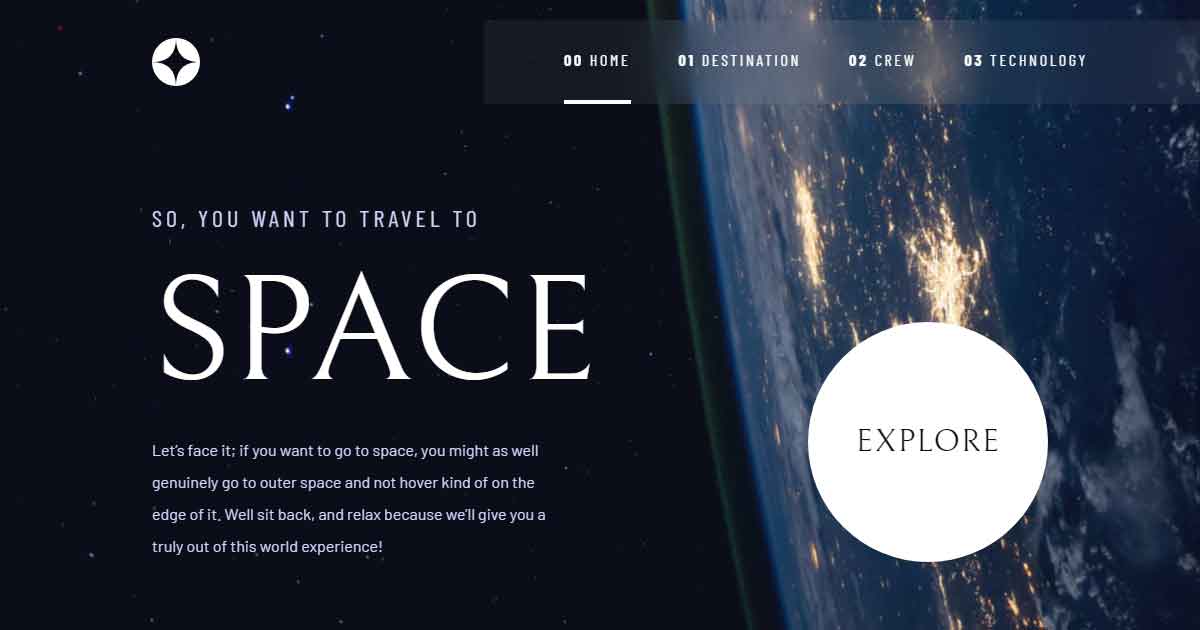 00 HOME 01 DESTINATION 02 CREW 03 TECHNOLOGY
SO, YOU WANT TO TRAVEL TO
SPACE
Let’s face it; if you want to go to space, you might as well
genuinely go to outer space and not hover kind of on the
edge of it. Well sit back, and relax because we’ll give you a
truly out of this world experience!
EXPLORE